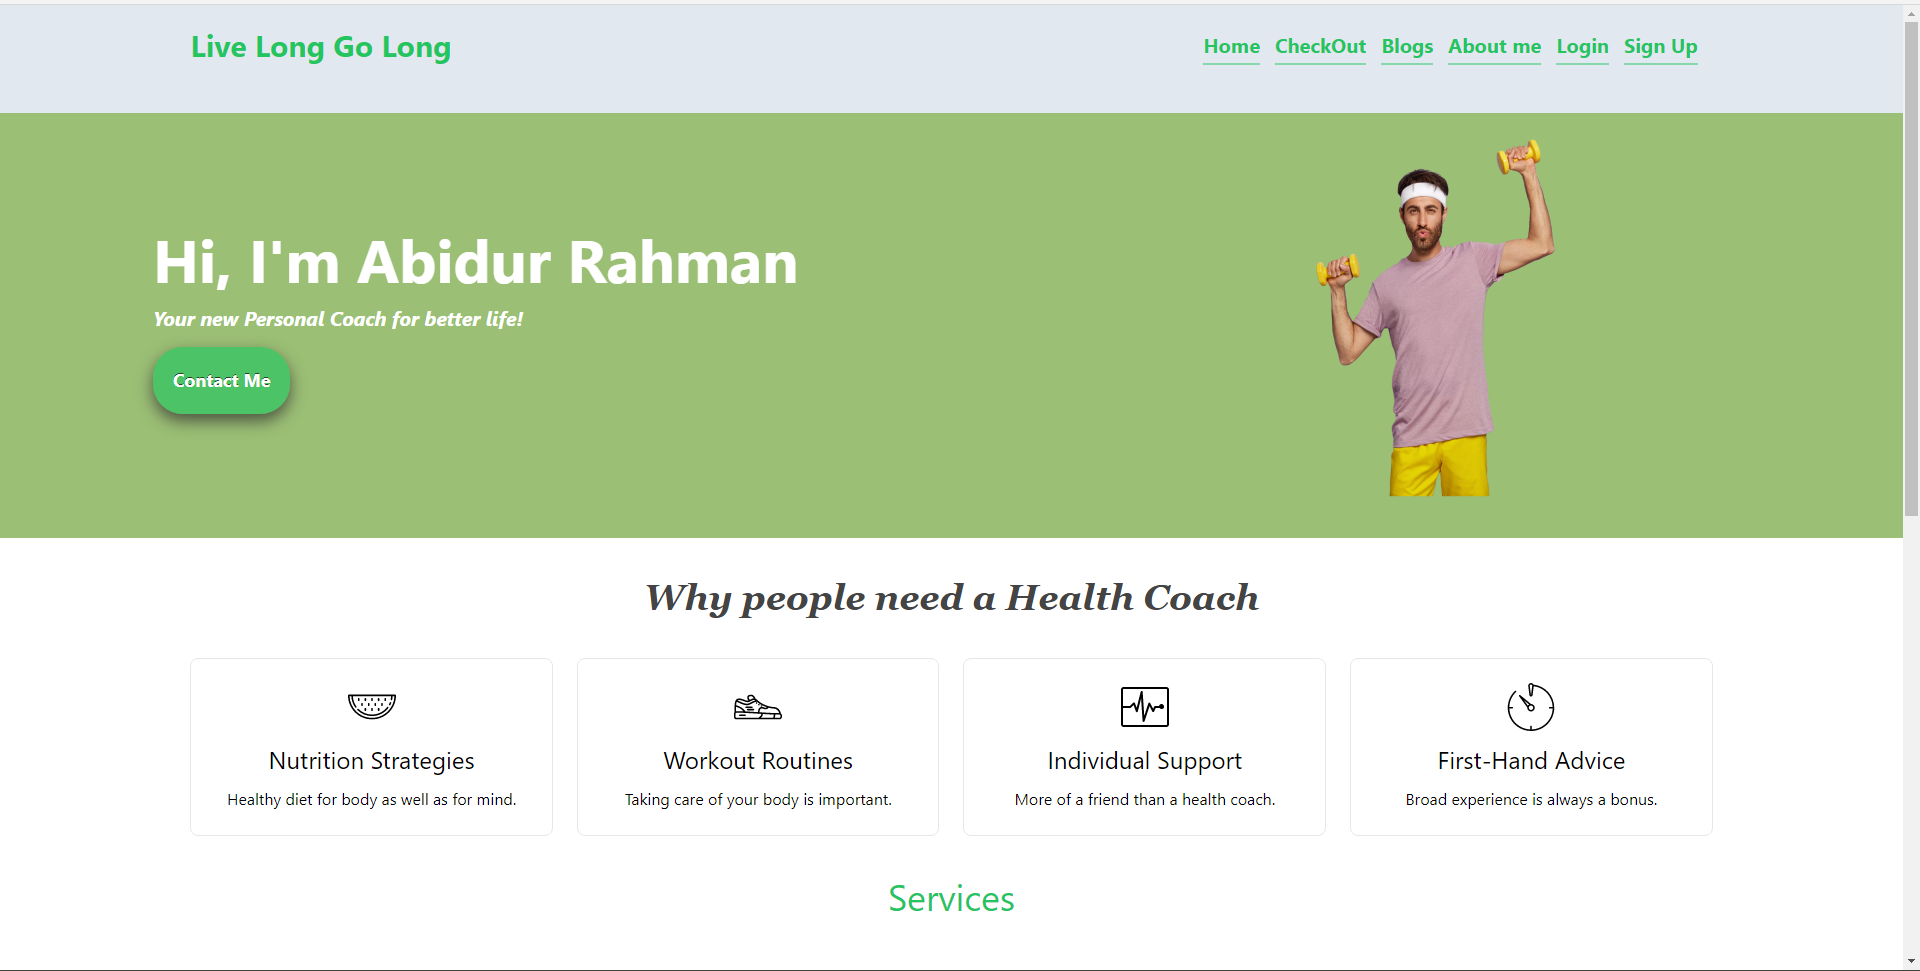 Live Long Go Long
Home CheckOut Blogs About me Login Sign Up
Hi, I'm Abidur Rahman
Your new Personal Coach for better life!
Contact Me
Why people need a Health Coach
Nutrition Strategies
Healthy diet for body as well as for mind.
Workout Routines
Taking care of your body is important.
Individual Support
More of a friend than a health coach.
First-Hand Advice
Broad experience is always a bonus.
Services